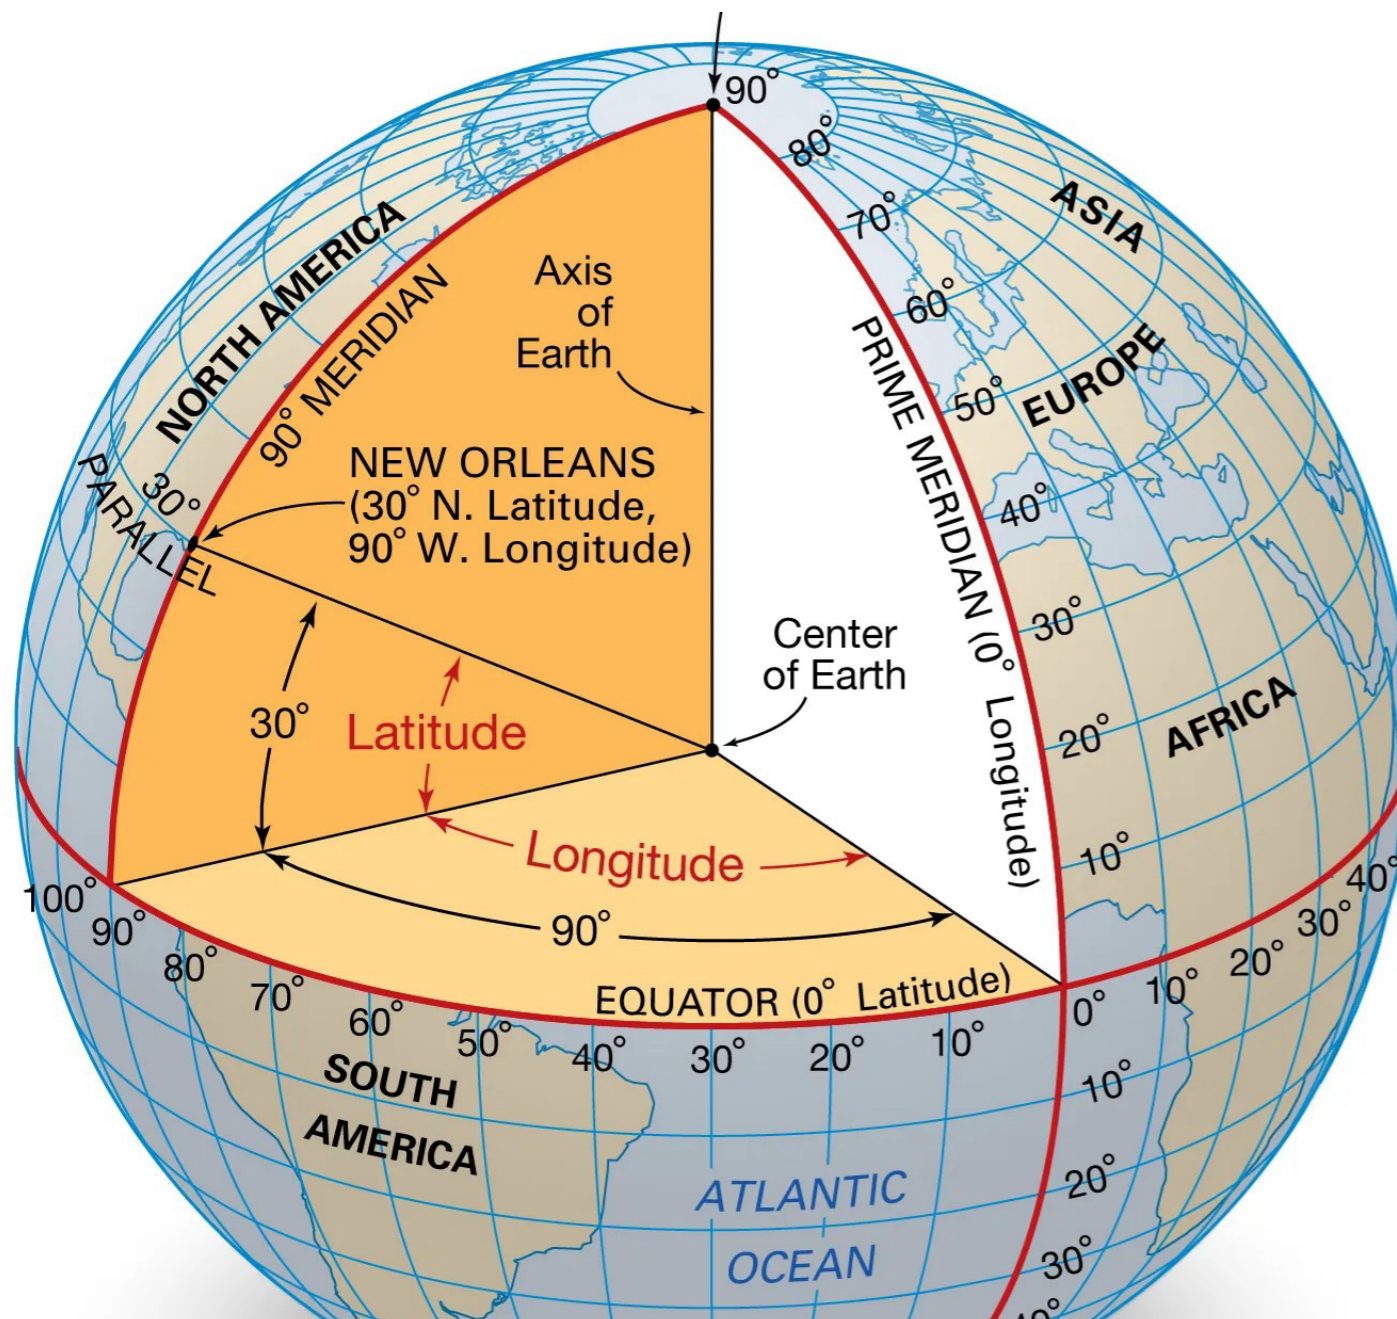 90°
80°
70°
60°
50°
40°
30°
20°
10°
ASIA
EUROPE
AFRICA
NORTH AMERICA
90° MERIDIAN
30°
PARALLEL
Axis
of
Earth
NEW ORLEANS
(30° N. Latitude,
90° W. Longitude)
PRIME MERIDIAN (0° Longitude)
Center
of Earth
30°
Latitude
Longitude
90°
EQUATOR (0° Latitude)
100°
90°
80°
70°
60°
50°
40°
30°
20°
10°
0°
10°
20°
30°
40°
10°
20°
30°
40°
SOUTH
AMERICA
ATLANTIC
OCEAN